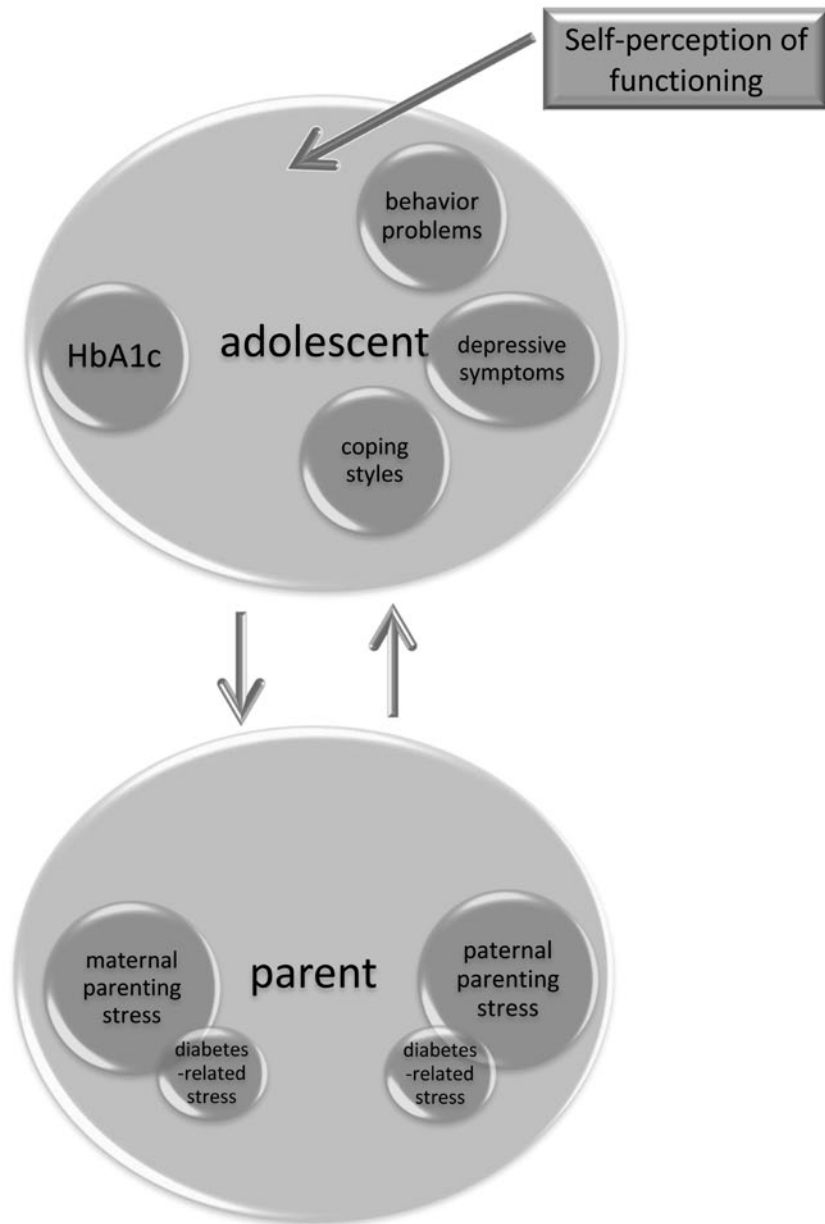 Self-perception of
functioning
behavior
problems
HbA1c
adolescent
depressive
symptoms
coping
styles
maternal
parenting
stress
parent
paternal
parenting
stress
diabetes
-related
stress
diabetes
-related
stress